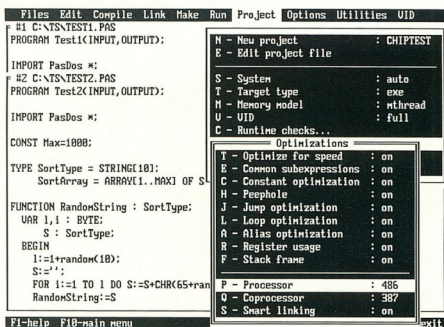 Files Edit Compile Link Make Run Project Options Utilities VID
#1 C:\TS\TEST1.PAS
PROGRAM Test1(INPUT,OUTPUT);
IMPORT PasDos *;
#2 C:\TS\TEST2.PAS
PROGRAM Test2(INPUT,OUTPUT);
IMPORT PasDos *;
CONST Max=1000;
TYPE SortType = STRING[10];
SortArray = ARRAY[1..MAX] OF S
FUNCTION RandomString : SortType;
VAR l,i : BYTE;
S : SortType;
BEGIN
l:=1+random(10);
S:='';
FOR i:=1 TO l DO S:=S+CHR(65+ran
RandomString:=S
N - New project : CHIPTEST
E - Edit project file
S - System : auto
T - Target type : exe
M - Memory model : mthread
V - VID : full
C - Runtime checks...
Optimizations
T - Optimize for speed : on
E - Common subexpressions : on
C - Constant optimization : on
H - Peephole : on
J - Jump optimization : on
L - Loop optimization : on
A - Alias optimization : on
R - Register usage : on
F - Stack frame : on
P - Processor : 486
Q - Coprocessor : 387
S - Smart linking : on
F1-help F10-main menu exit